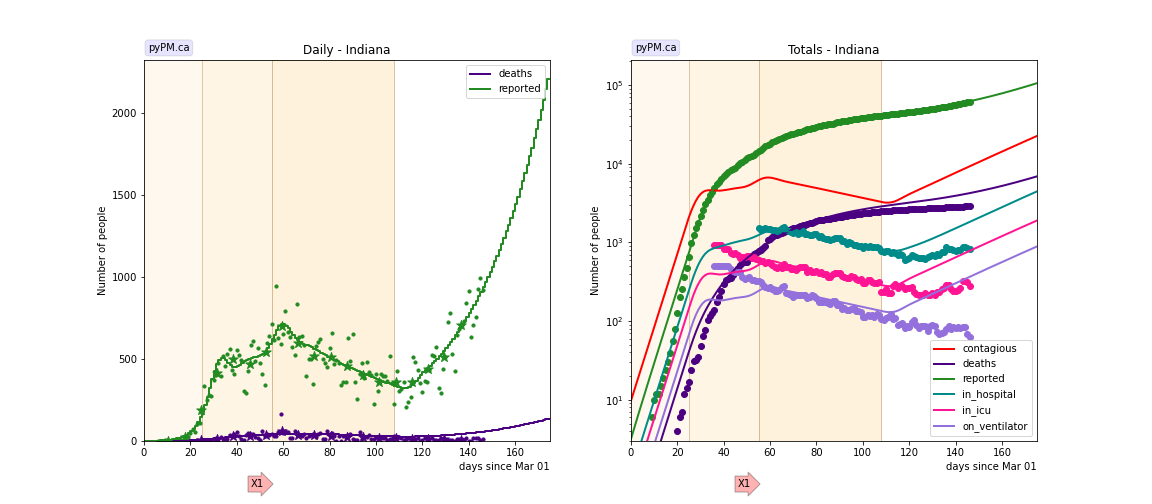 pyPM.ca
Daily - Indiana
deaths
reported
Number of people
2000
1500
1000
500
0
0 20 40 60 80 100 120 140 160
days since Mar 01
X1
pyPM.ca
Totals - Indiana
Number of people
10⁵
10⁴
10³
10²
10¹
contagious
deaths
reported
in_hospital
in_icu
on_ventilator
0 20 40 60 80 100 120 140 160
days since Mar 01
X1